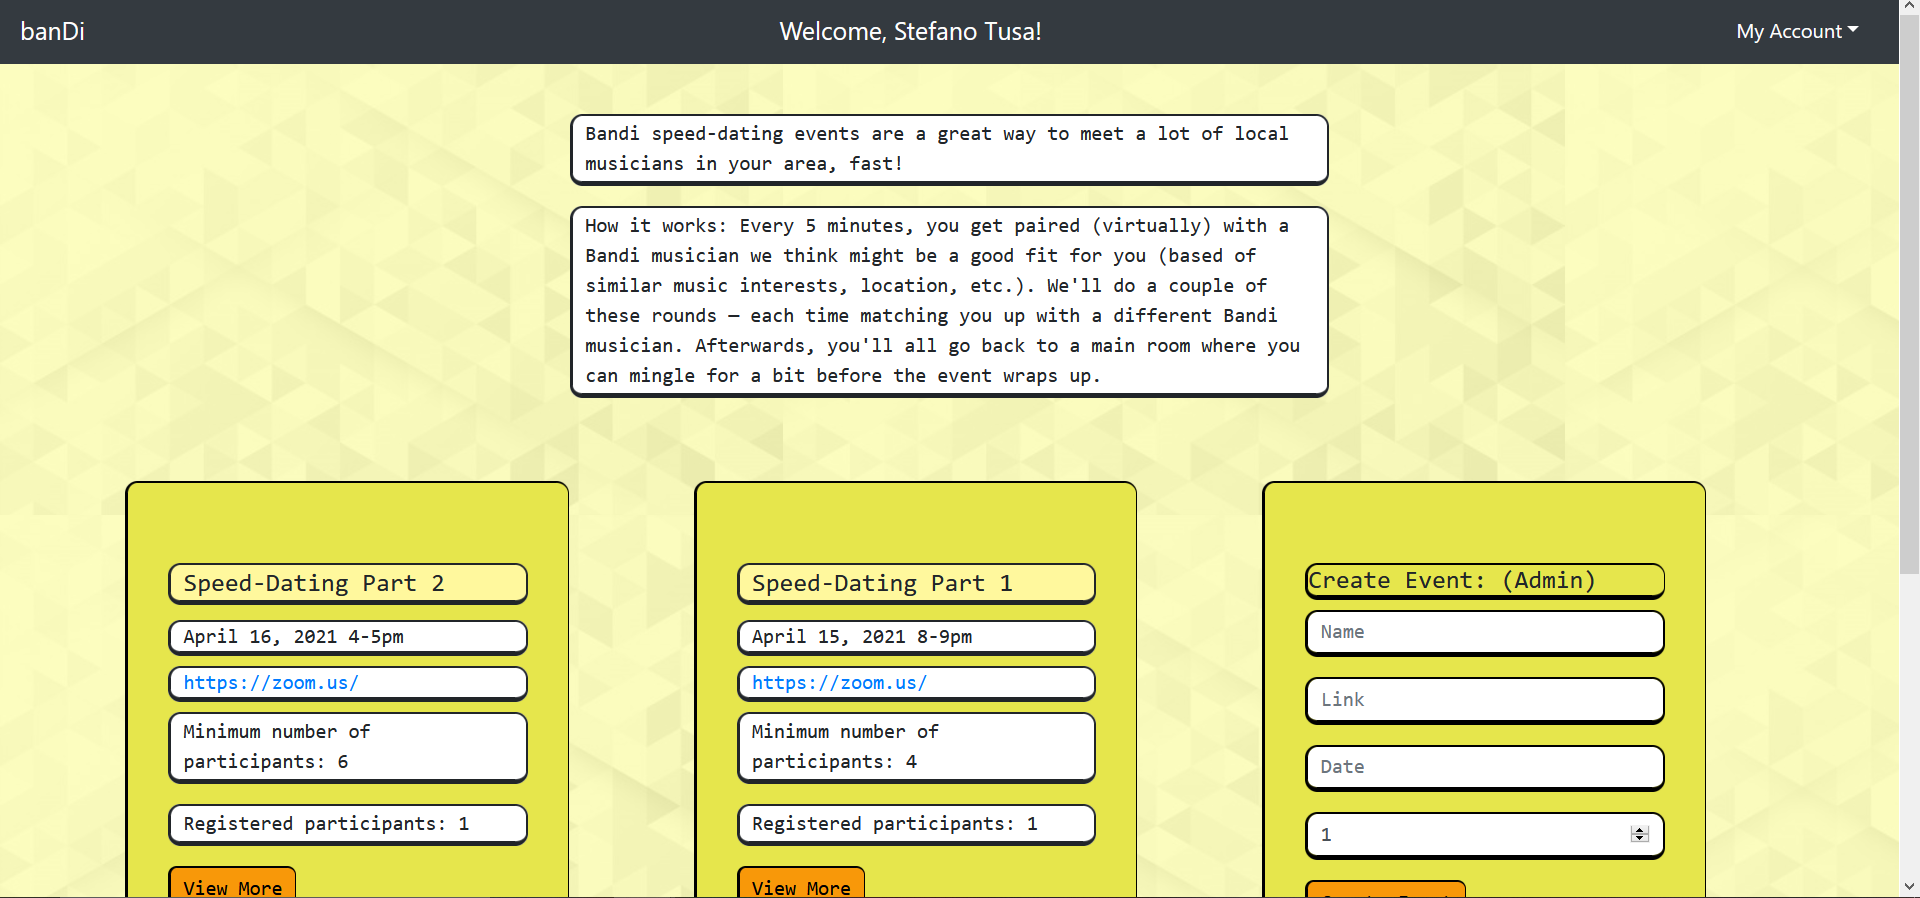 banDi
Welcome, Stefano Tusa!
My Account
Bandi speed-dating events are a great way to meet a lot of local
musicians in your area, fast!
How it works: Every 5 minutes, you get paired (virtually) with a
Bandi musician we think might be a good fit for you (based of
similar music interests, location, etc.). We'll do a couple of
these rounds — each time matching you up with a different Bandi
musician. Afterwards, you'll all go back to a main room where you
can mingle for a bit before the event wraps up.
Speed-Dating Part 2
April 16, 2021 4-5pm
https://zoom.us/
Minimum number of
participants: 6
Registered participants: 1
View More
Speed-Dating Part 1
April 15, 2021 8-9pm
https://zoom.us/
Minimum number of
participants: 4
Registered participants: 1
View More
Create Event: (Admin)
Name
Link
Date
1